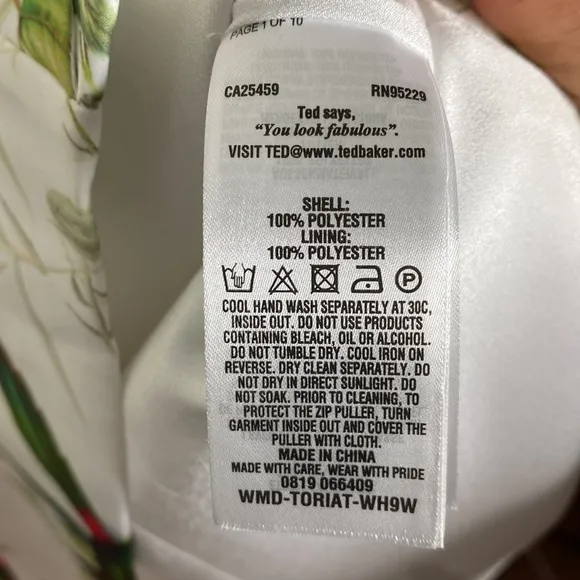 PAGE 1 OF 10
CA25459 RN95229
Ted says,
"You look fabulous".
VISIT TED@www.tedbaker.com
SHELL:
100% POLYESTER
LINING:
100% POLYESTER
P
COOL HAND WASH SEPARATELY AT 30C,
INSIDE OUT. DO NOT USE PRODUCTS
CONTAINING BLEACH, OIL OR ALCOHOL.
DO NOT TUMBLE DRY. COOL IRON ON
REVERSE. DRY CLEAN SEPARATELY. DO
NOT DRY IN DIRECT SUNLIGHT. DO
NOT SOAK. PRIOR TO CLEANING, TO
PROTECT THE ZIP PULLER, TURN
GARMENT INSIDE OUT AND COVER THE
PULLER WITH CLOTH.
MADE IN CHINA
MADE WITH CARE, WEAR WITH PRIDE
0819 066409
WMD-TORIAT-WH9W